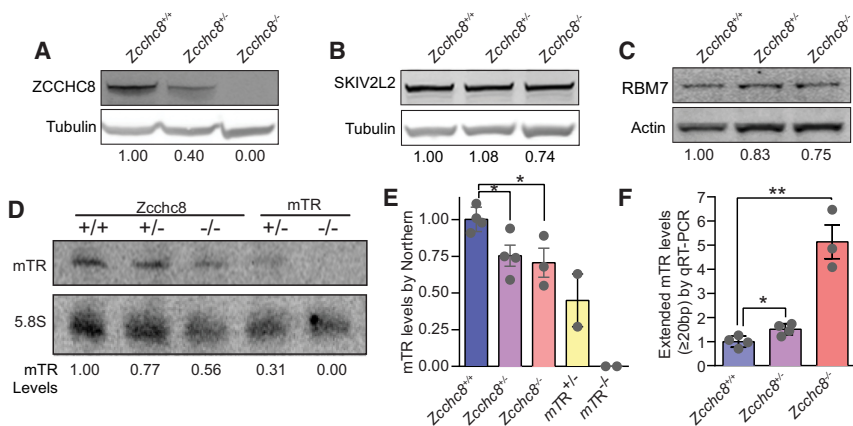 A
Zcchc8+/+ Zcchc8+/- Zcchc8-/-
ZCCHC8
Tubulin
1.00 0.40 0.00
B
Zcchc8+/+ Zcchc8+/- Zcchc8-/-
SKIV2L2
Tubulin
1.00 1.08 0.74
C
Zcchc8+/+ Zcchc8+/- Zcchc8-/-
RBM7
Actin
1.00 0.83 0.75
D
Zcchc8 mTR
+/+ +/- -/- +/- -/-
mTR
5.8S
mTR Levels 1.00 0.77 0.56 0.31 0.00
E
mTR levels by Northern
1.00
0.75
0.50
0.25
0.00
* *
Zcchc8+/+ Zcchc8+/- Zcchc8-/- mTR+/- mTR-/-
F
Extended mTR levels
(≥20bp) by qRT-PCR
7
6
5
4
3
2
1
0
**
*
Zcchc8+/+ Zcchc8+/- Zcchc8-/-